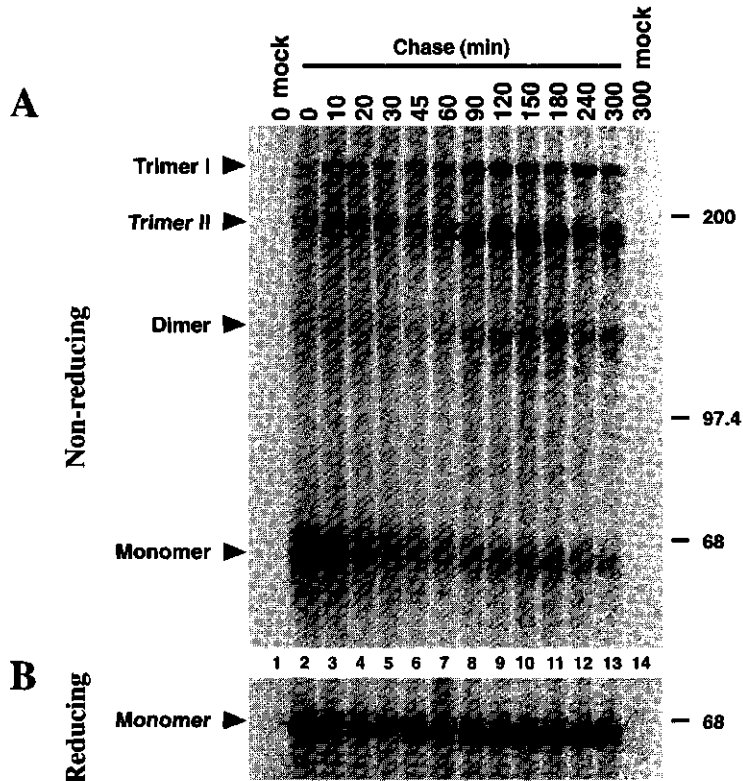 Chase (min)
0 mock
0
10
20
30
45
60
90
120
150
180
240
300
300 mock
A
Trimer I
Trimer II
Dimer
Monomer
Non-reducing
200
97.4
68
1 2 3 4 5 6 7 8 9 10 11 12 13 14
B
Reducing
Monomer
68